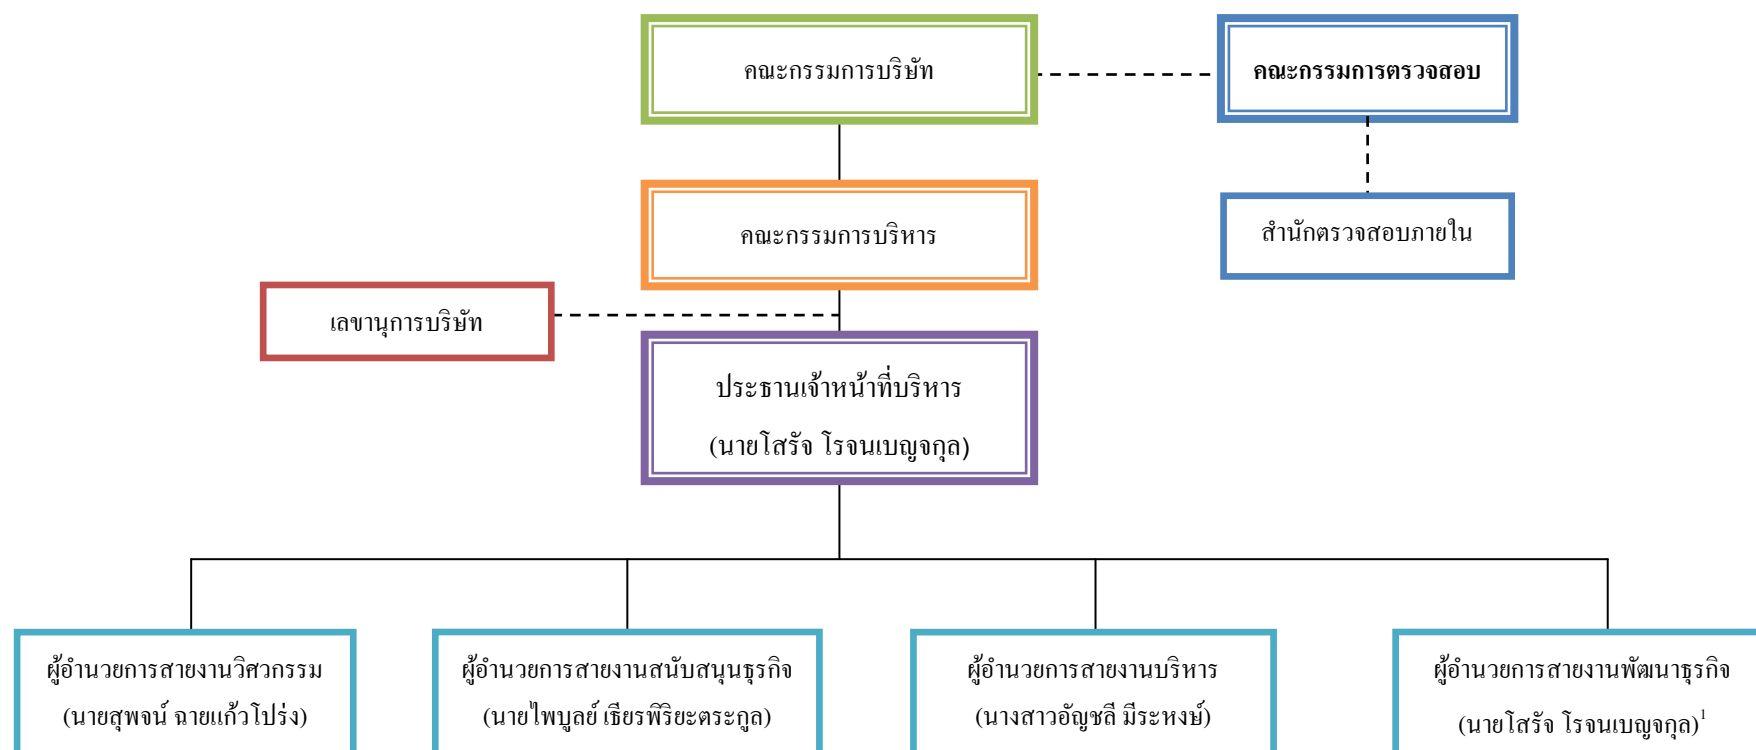 คณะกรรมการบริษัท
คณะกรรมการตรวจสอบ
คณะกรรมการบริหาร
สำนักตรวจสอบภายใน
เลขานุการบริษัท
ประธานเจ้าหน้าที่บริหาร
(นายโสรัจ โรจนเบญจกุล)
ผู้อำนวยการสายงานวิศวกรรม
(นายสุพจน์ ฉายแก้วโปร่ง)
ผู้อำนวยการสายงานสนับสนุนธุรกิจ
(นายไพบูลย์ เธียรพิริยะตระกูล)
ผู้อำนวยการสายงานบริหาร
(นางสาวอัญชลี มีระหงษ์)
ผู้อำนวยการสายงานพัฒนาธุรกิจ
(นายโสรัจ โรจนเบญจกุล)¹